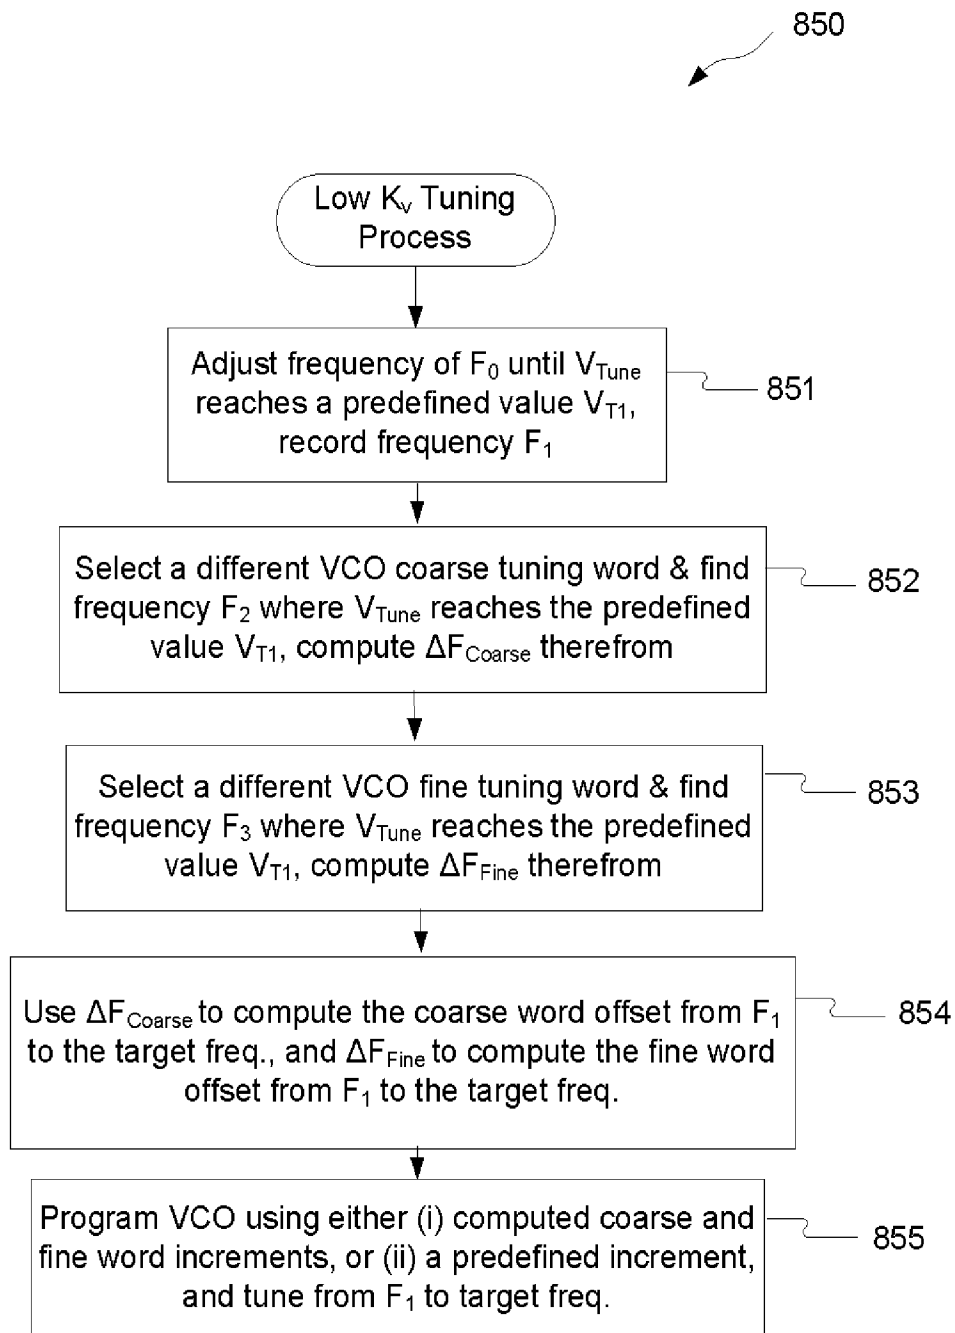 850
Low Kv Tuning
Process
Adjust frequency of F0 until VTune
reaches a predefined value VT1,
record frequency F1
851
Select a different VCO coarse tuning word & find
frequency F2 where VTune reaches the predefined
value VT1, compute ΔFCoarse therefrom
852
Select a different VCO fine tuning word & find
frequency F3 where VTune reaches the predefined
value VT1, compute ΔFFine therefrom
853
Use ΔFCoarse to compute the coarse word offset from F1
to the target freq., and ΔFFine to compute the fine word
offset from F1 to the target freq.
854
Program VCO using either (i) computed coarse and
fine word increments, or (ii) a predefined increment,
and tune from F1 to target freq.
855